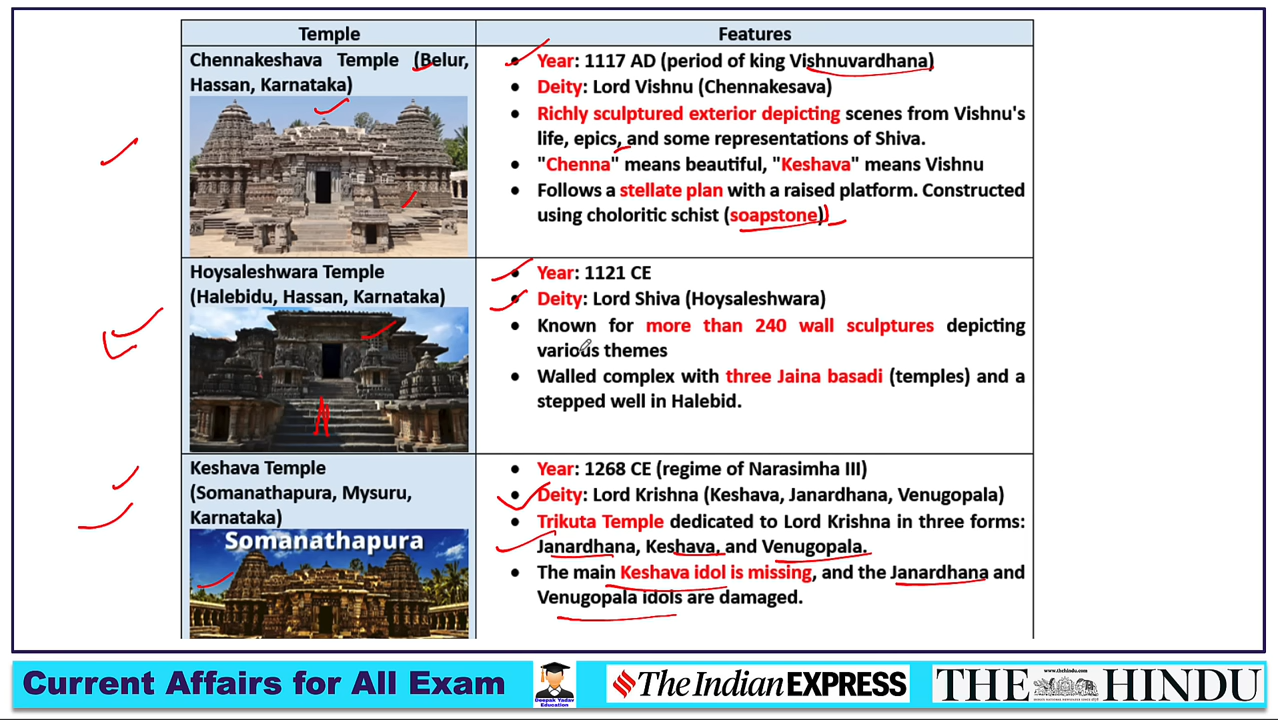 Temple
Features
Chennakeshava Temple (Belur,
Hassan, Karnataka)
• Year: 1117 AD (period of king Vishnuvardhana)
• Deity: Lord Vishnu (Chennakesava)
• Richly sculptured exterior depicting scenes from Vishnu's
life, epics, and some representations of Shiva.
• "Chenna" means beautiful, "Keshava" means Vishnu
• Follows a stellate plan with a raised platform. Constructed
using choloritic schist (soapstone)
Hoysaleshwara Temple
(Halebidu, Hassan, Karnataka)
• Year: 1121 CE
• Deity: Lord Shiva (Hoysaleshwara)
• Known for more than 240 wall sculptures depicting
various themes
• Walled complex with three Jaina basadi (temples) and a
stepped well in Halebid.
Keshava Temple
(Somanathapura, Mysuru,
Karnataka)
Somanathapura
• Year: 1268 CE (regime of Narasimha III)
• Deity: Lord Krishna (Keshava, Janardhana, Venugopala)
• Trikuta Temple dedicated to Lord Krishna in three forms:
Janardhana, Keshava, and Venugopala.
• The main Keshava idol is missing, and the Janardhana and
Venugopala idols are damaged.
Current Affairs for All Exam
Deepak Yadav
Education
The Indian EXPRESS
www.thehindu.com
THE HINDU